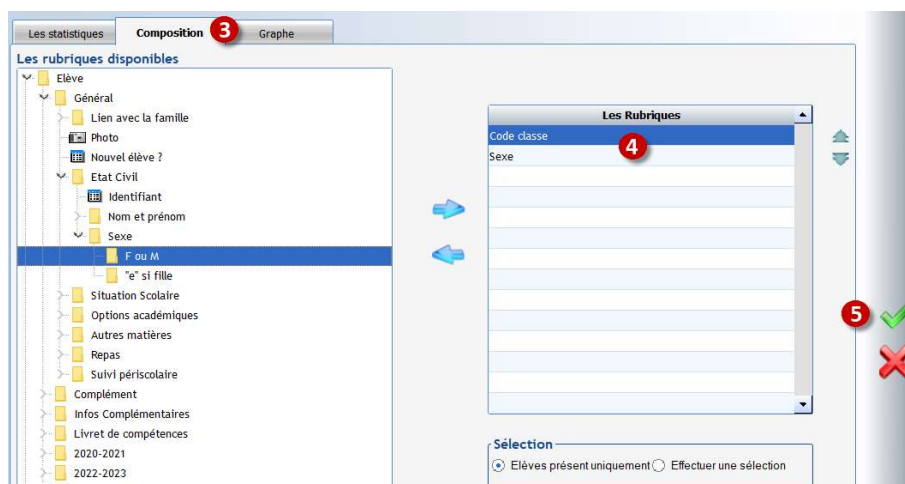 Les statistiques Composition 3 Graphe
Les rubriques disponibles
Elève
Général
Lien avec la famille
Photo
Nouvel élève ?
Etat Civil
Identifiant
Nom et prénom
Sexe
F ou M
"e" si fille
Situation Scolaire
Options académiques
Autres matières
Repas
Suivi périscolaire
Complément
Infos Complémentaires
Livret de compétences
2020-2021
2022-2023
Les Rubriques
Code classe
4
Sexe
5
Sélection
Elèves présent uniquement Effectuer une sélection